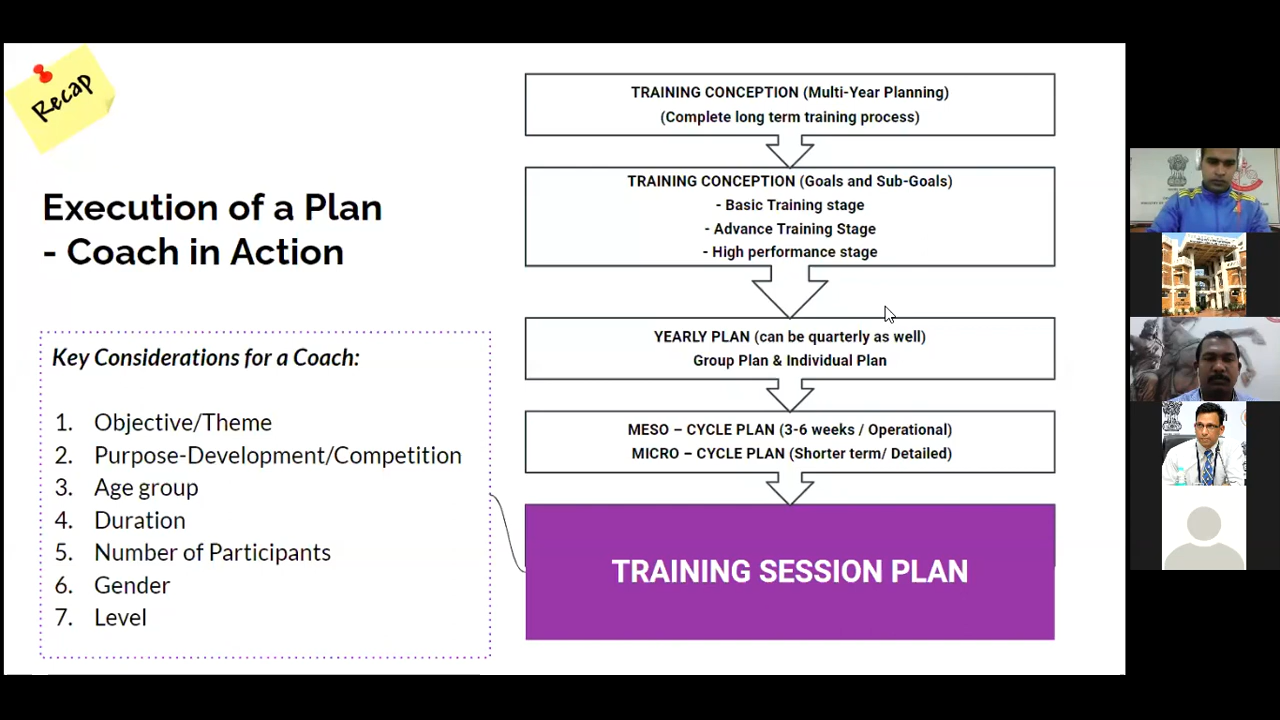 Recap
Execution of a Plan
- Coach in Action
Key Considerations for a Coach:
1. Objective/Theme
2. Purpose-Development/Competition
3. Age group
4. Duration
5. Number of Participants
6. Gender
7. Level
TRAINING CONCEPTION (Multi-Year Planning)
(Complete long term training process)
TRAINING CONCEPTION (Goals and Sub-Goals)
- Basic Training stage
- Advance Training Stage
- High performance stage
YEARLY PLAN (can be quarterly as well)
Group Plan & Individual Plan
MESO – CYCLE PLAN (3-6 weeks / Operational)
MICRO – CYCLE PLAN (Shorter term/ Detailed)
TRAINING SESSION PLAN